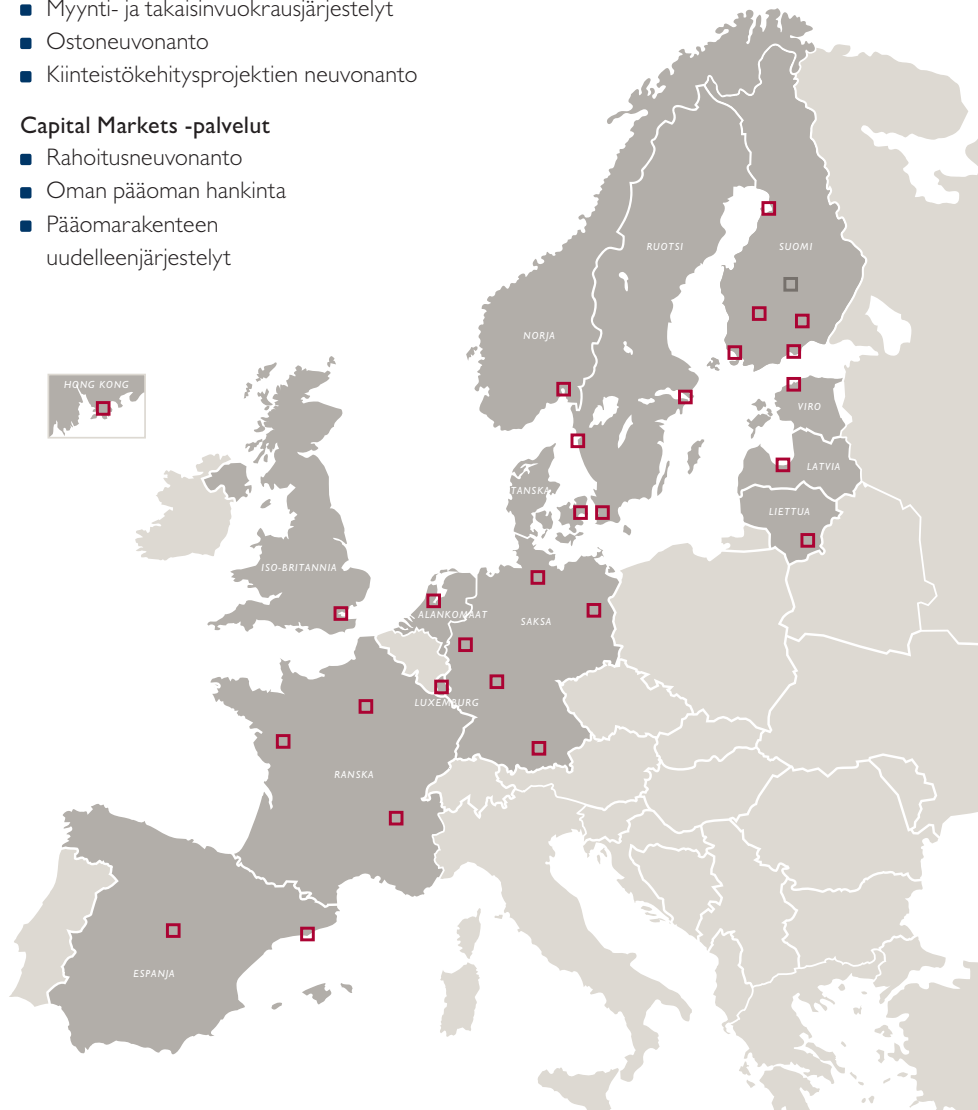 Myynti- ja takaisinvuokrausjärjestelyt
Ostoneuvonanto
Kiinteistökehitysprojektien neuvonanto
Capital Markets -palvelut
Rahoitusneuvonanto
Oman pääoman hankinta
Pääomarakenteen
uudelleenjärjestelyt
RUOTSI
SUOMI
NORJA
HONG KONG
VIRO
LATVIA
TANSKA
LIETTUA
ISO-BRITANNIA
ALANKOMAAT
SAKSA
LUXEMBURG
RANSKA
ESPANJA